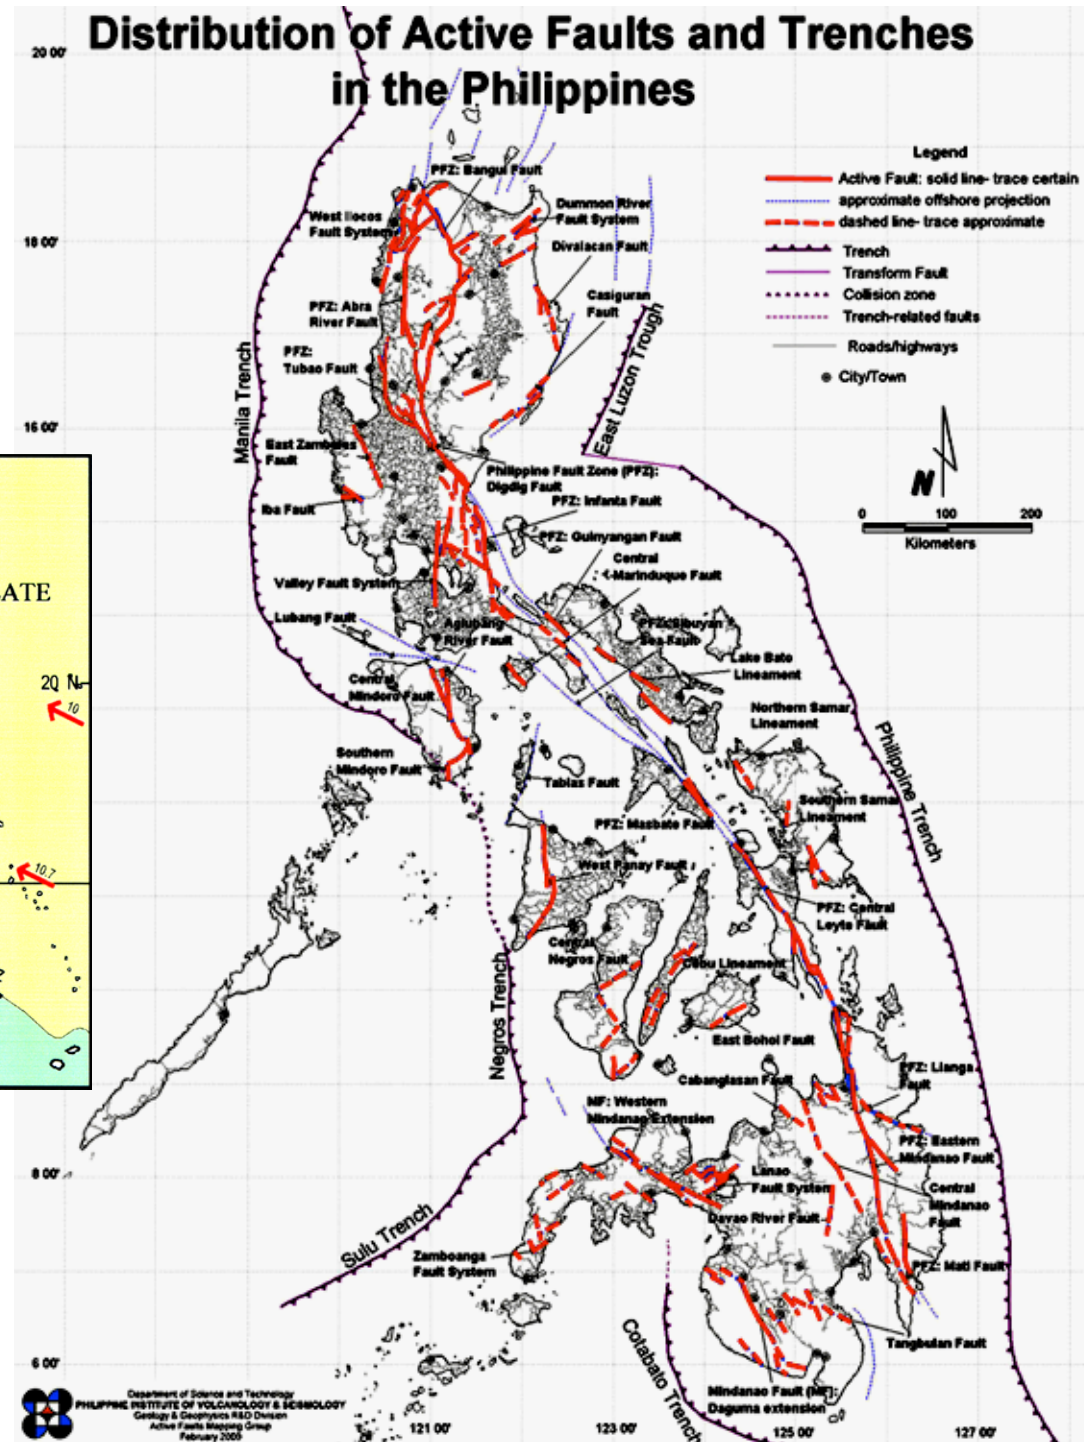 Distribution of Active Faults and Trenches
in the Philippines
20 00'
18 00'
16 00'
8 00'
6 00'
121 00'
123 00'
125 00'
127 00'
Legend
Active Fault: solid line- trace certain
approximate offshore projection
dashed line- trace approximate
Trench
Transform Fault
Collision zone
Trench-related faults
Roads/highways
City/Town
N
0 100 200
Kilometers
PFZ: Bangui Fault
West Ilocos
Fault System
Dummon River
Fault System
Divalacan Fault
Casiguran
Fault
PFZ: Abra
River Fault
PFZ:
Tubao Fault
Manila Trench
East Luzon Trough
East Zambales
Fault
Iba Fault
Philippine Fault Zone (PFZ):
Digdig Fault
PFZ: Infanta Fault
PFZ: Guinyangan Fault
Central
Marinduque Fault
Valley Fault System
Lubang Fault
Aglubang
River Fault
PFZ: Sibuyan
Sea Fault
Lake Bato
Lineament
Central
Mindoro Fault
Northern Samar
Lineament
Southern
Mindoro Fault
Tablas Fault
Southern Samar
Lineament
Philippine Trench
PFZ: Masbate Fault
West Panay Fault
PFZ: Central
Leyte Fault
Central
Negros Fault
Cebu Lineament
Negros Trench
East Bohol Fault
Cabanglasan Fault
PFZ: Lianga
Fault
MF: Western
Mindanao Extension
PFZ: Eastern
Mindanao Fault
Lanao
Fault System
Central
Mindanao
Fault
Davao River Fault
Sulu Trench
Zamboanga
Fault System
PFZ: Mati Fault
Tangbulan Fault
Cotabato Trench
Mindanao Fault (MF):
Daguma extension
Department of Science and Technology
PHILIPPINE INSTITUTE OF VOLCANOLOGY & SEISMOLOGY
Geology & Geophysics R&D Division
Active Faults Mapping Group
February 2000
ATE
20 N
10
10.7